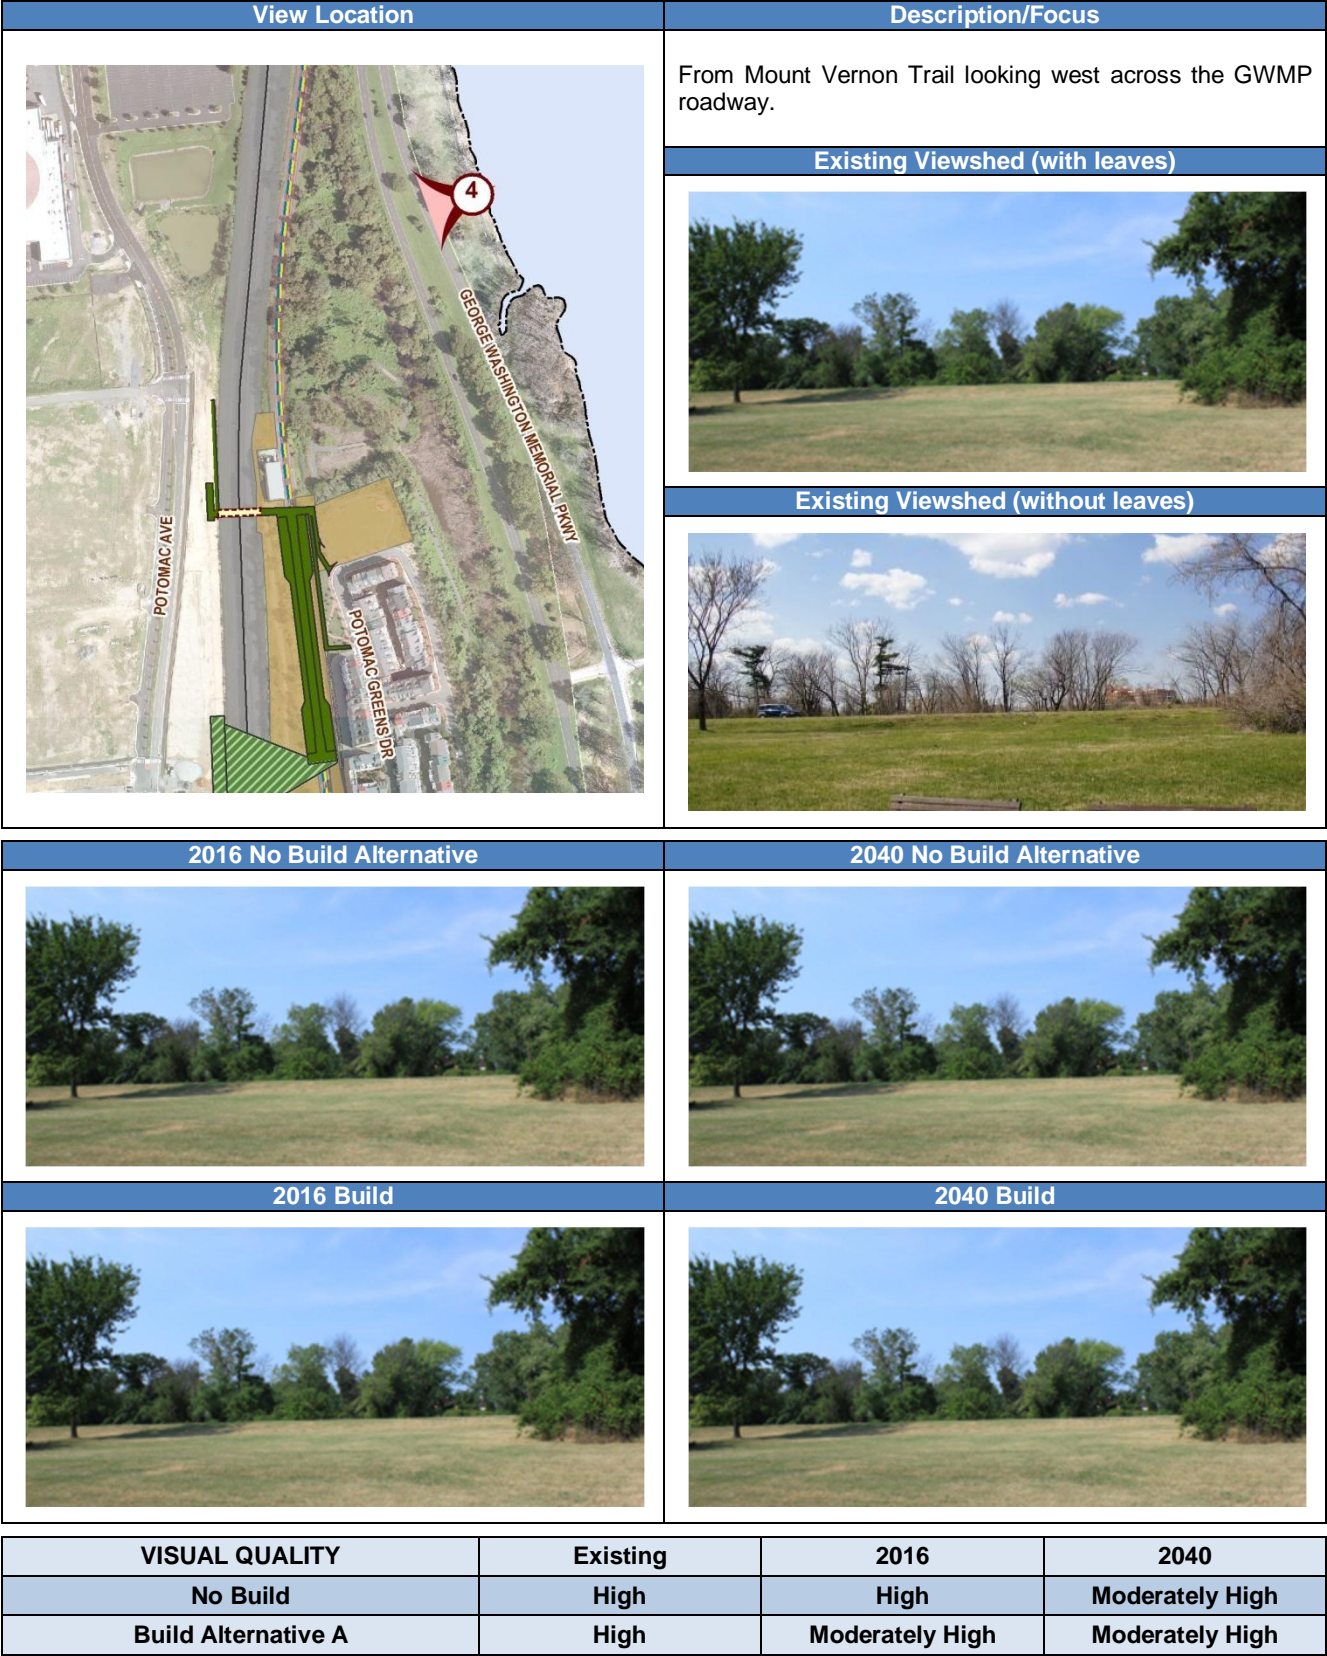 View Location
Description/Focus
From Mount Vernon Trail looking west across the GWMP
roadway.
4
GEORGE WASHINGTON MEMORIAL PKWY
POTOMAC AVE
POTOMAC GREENS DR
Existing Viewshed (with leaves)
Existing Viewshed (without leaves)
2016 No Build Alternative
2040 No Build Alternative
2016 Build
2040 Build
VISUAL QUALITY Existing 2016 2040
No Build High High Moderately High
Build Alternative A High Moderately High Moderately High